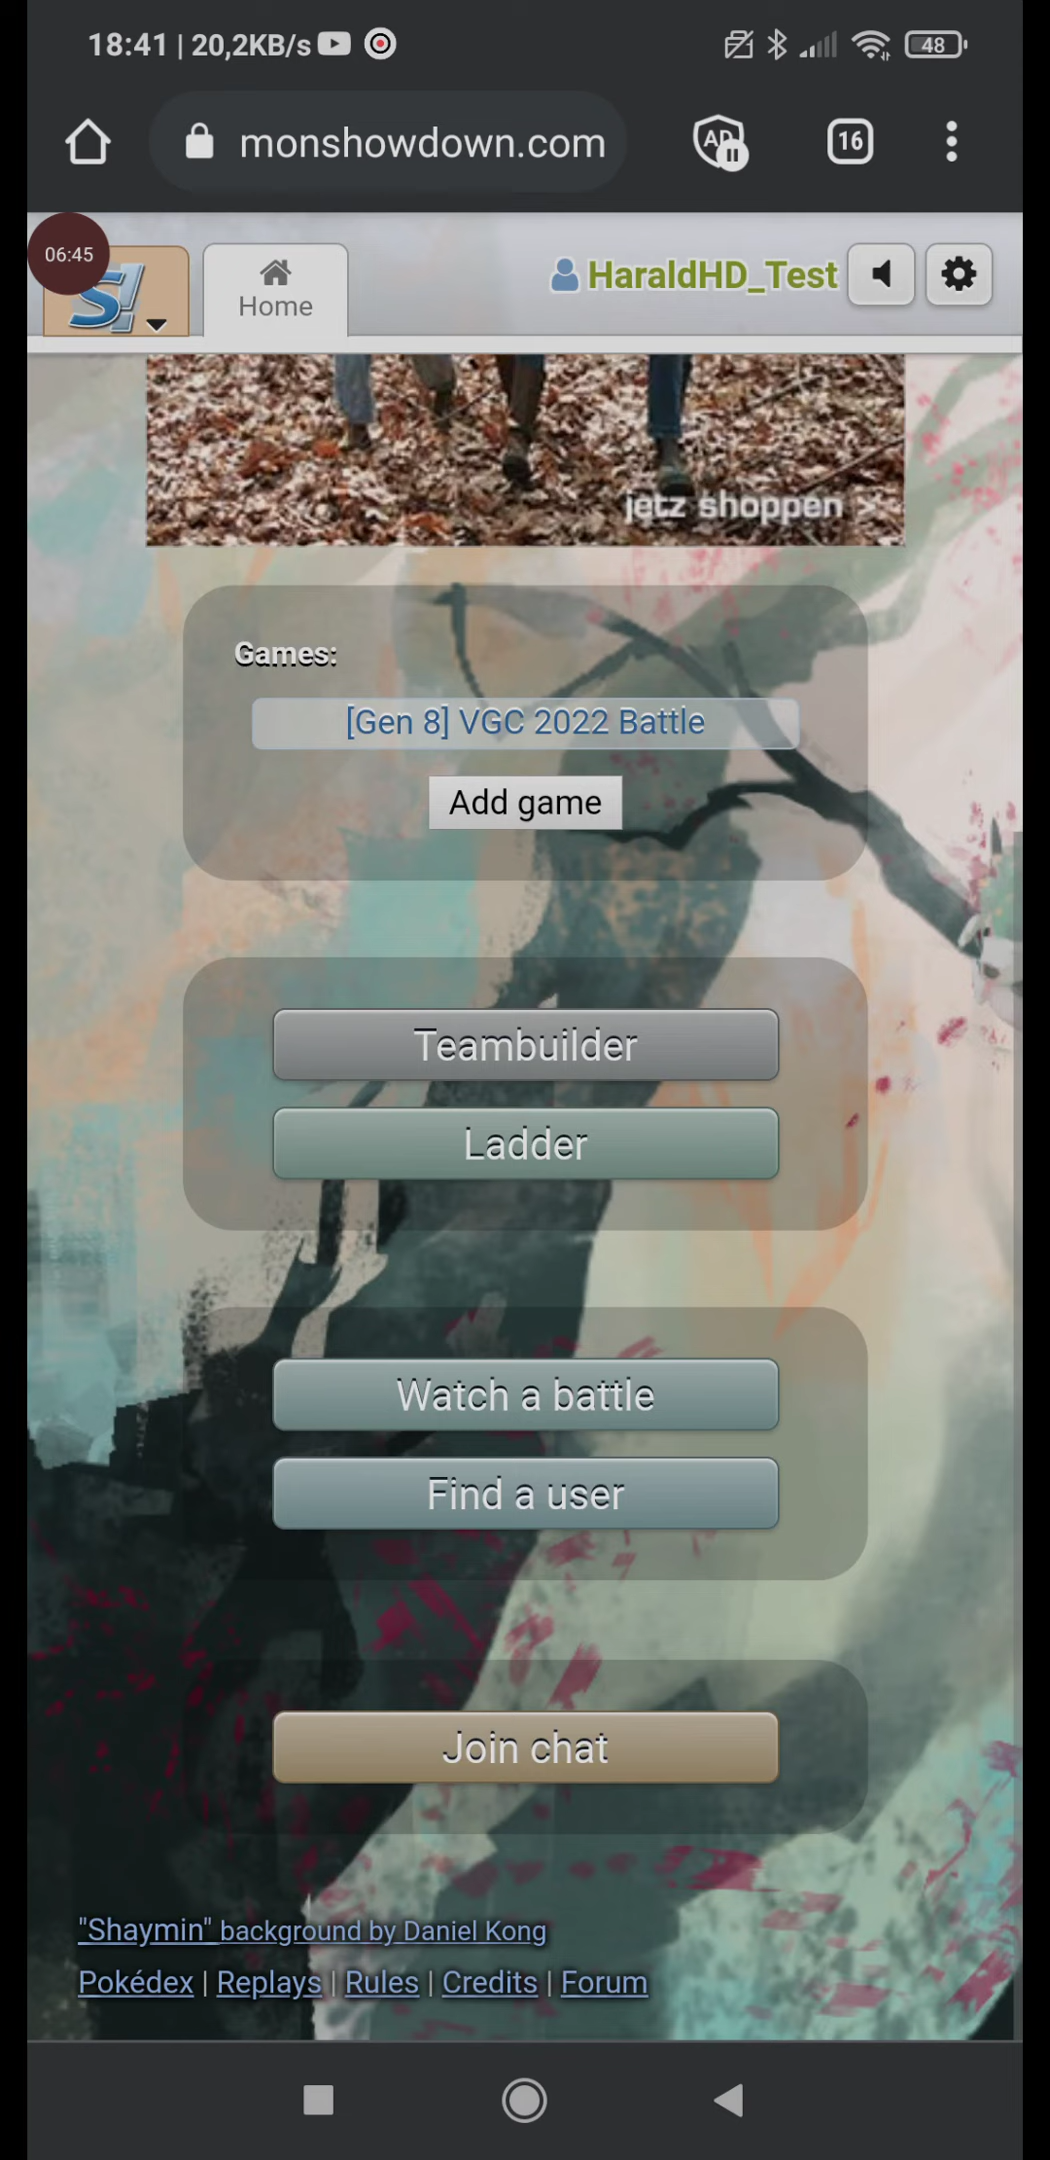 18:41 | 20,2KB/s
48
monshowdown.com
AD
16
06:45
S!
Home
HaraldHD_Test
jetz shoppen >
Games:
[Gen 8] VGC 2022 Battle
Add game
Teambuilder
Ladder
Watch a battle
Find a user
Join chat
"Shaymin" background by Daniel Kong
Pokédex | Replays | Rules | Credits | Forum